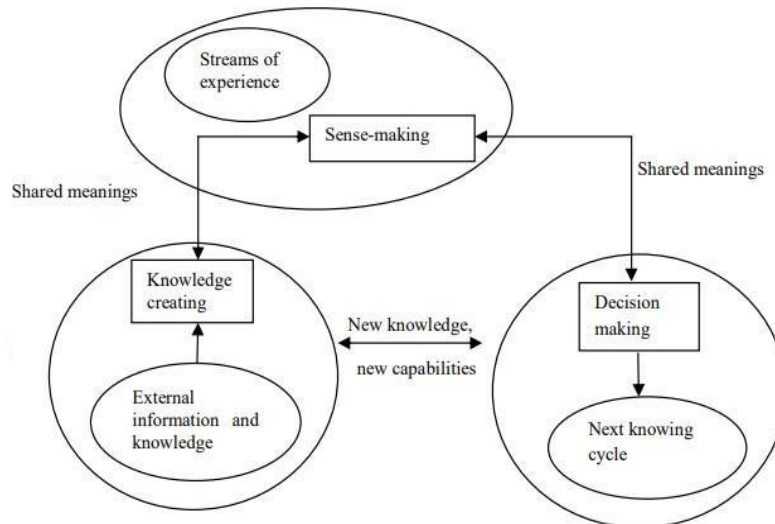 Streams of
experience
Sense-making
Shared meanings
Shared meanings
Knowledge
creating
New knowledge,
new capabilities
Decision
making
External
information and
knowledge
Next knowing
cycle